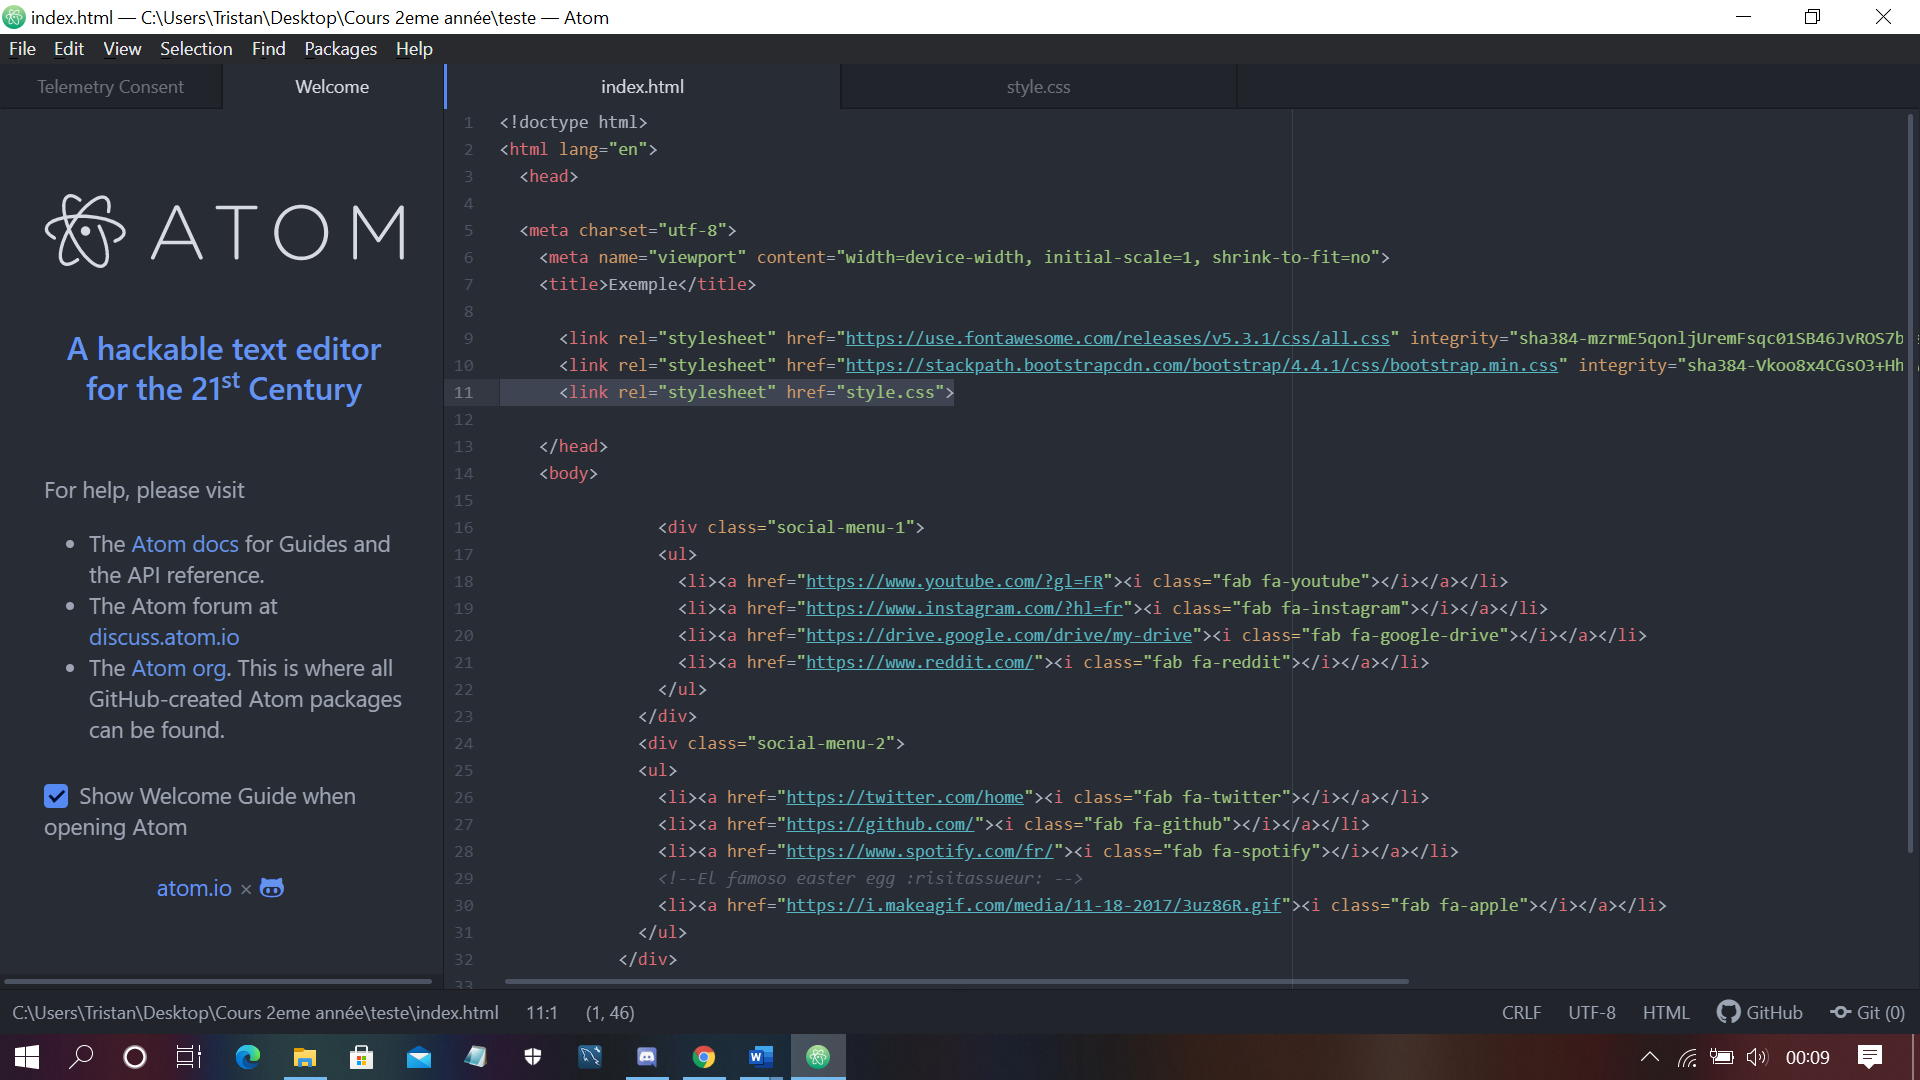 index.html — C:\Users\Tristan\Desktop\Cours 2eme année\teste — Atom
File Edit View Selection Find Packages Help
Telemetry Consent Welcome index.html style.css
ATOM
A hackable text editor
for the 21st Century
For help, please visit
The Atom docs for Guides and
the API reference.
The Atom forum at
discuss.atom.io
The Atom org. This is where all
GitHub-created Atom packages
can be found.
Show Welcome Guide when
opening Atom
atom.io ×
1 <!doctype html>
2 <html lang="en">
3 <head>
4
5 <meta charset="utf-8">
6 <meta name="viewport" content="width=device-width, initial-scale=1, shrink-to-fit=no">
7 <title>Exemple</title>
8
9 <link rel="stylesheet" href="https://use.fontawesome.com/releases/v5.3.1/css/all.css" integrity="sha384-mzrmE5qonljUremFsqc01SB46JvROS7b
10 <link rel="stylesheet" href="https://stackpath.bootstrapcdn.com/bootstrap/4.4.1/css/bootstrap.min.css" integrity="sha384-Vkoo8x4CGsO3+Hh
11 <link rel="stylesheet" href="style.css">
12
13 </head>
14 <body>
15
16 <div class="social-menu-1">
17 <ul>
18 <li><a href="https://www.youtube.com/?gl=FR"><i class="fab fa-youtube"></i></a></li>
19 <li><a href="https://www.instagram.com/?hl=fr"><i class="fab fa-instagram"></i></a></li>
20 <li><a href="https://drive.google.com/drive/my-drive"><i class="fab fa-google-drive"></i></a></li>
21 <li><a href="https://www.reddit.com/"><i class="fab fa-reddit"></i></a></li>
22 </ul>
23 </div>
24 <div class="social-menu-2">
25 <ul>
26 <li><a href="https://twitter.com/home"><i class="fab fa-twitter"></i></a></li>
27 <li><a href="https://github.com/"><i class="fab fa-github"></i></a></li>
28 <li><a href="https://www.spotify.com/fr/"><i class="fab fa-spotify"></i></a></li>
29 <!--El famoso easter egg :risitassueur: -->
30 <li><a href="https://i.makeagif.com/media/11-18-2017/3uz86R.gif"><i class="fab fa-apple"></i></a></li>
31 </ul>
32 </div>
33
C:\Users\Tristan\Desktop\Cours 2eme année\teste\index.html 11:1 (1, 46) CRLF UTF-8 HTML GitHub Git (0)
00:09